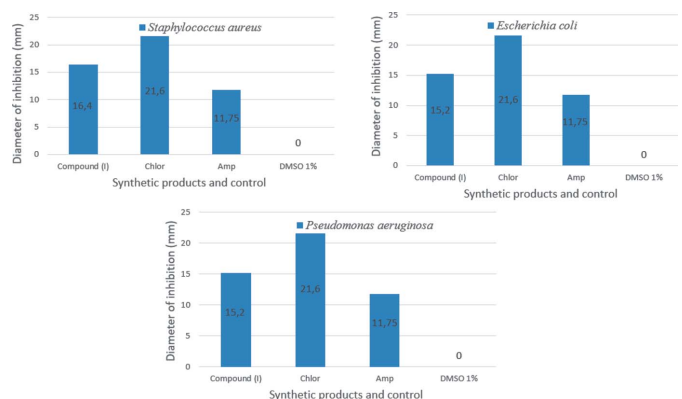 Staphylococcus aureus
Diameter of inhibition (mm)
25
20
15
10
5
0
16,4
21,6
11,75
0
Compound (I) Chlor Amp DMSO 1%
Synthetic products and control
Escherichia coli
Diameter of inhibition (mm)
25
20
15
10
5
0
15,2
21,6
11,75
0
Compound (I) Chlor Amp DMSO 1%
Synthetic products and control
Pseudomonas aeruginosa
Diameter of inhibition (mm)
25
20
15
10
5
0
15,2
21,6
11,75
0
Compound (I) Chlor Amp DMSO 1%
Synthetic products and control